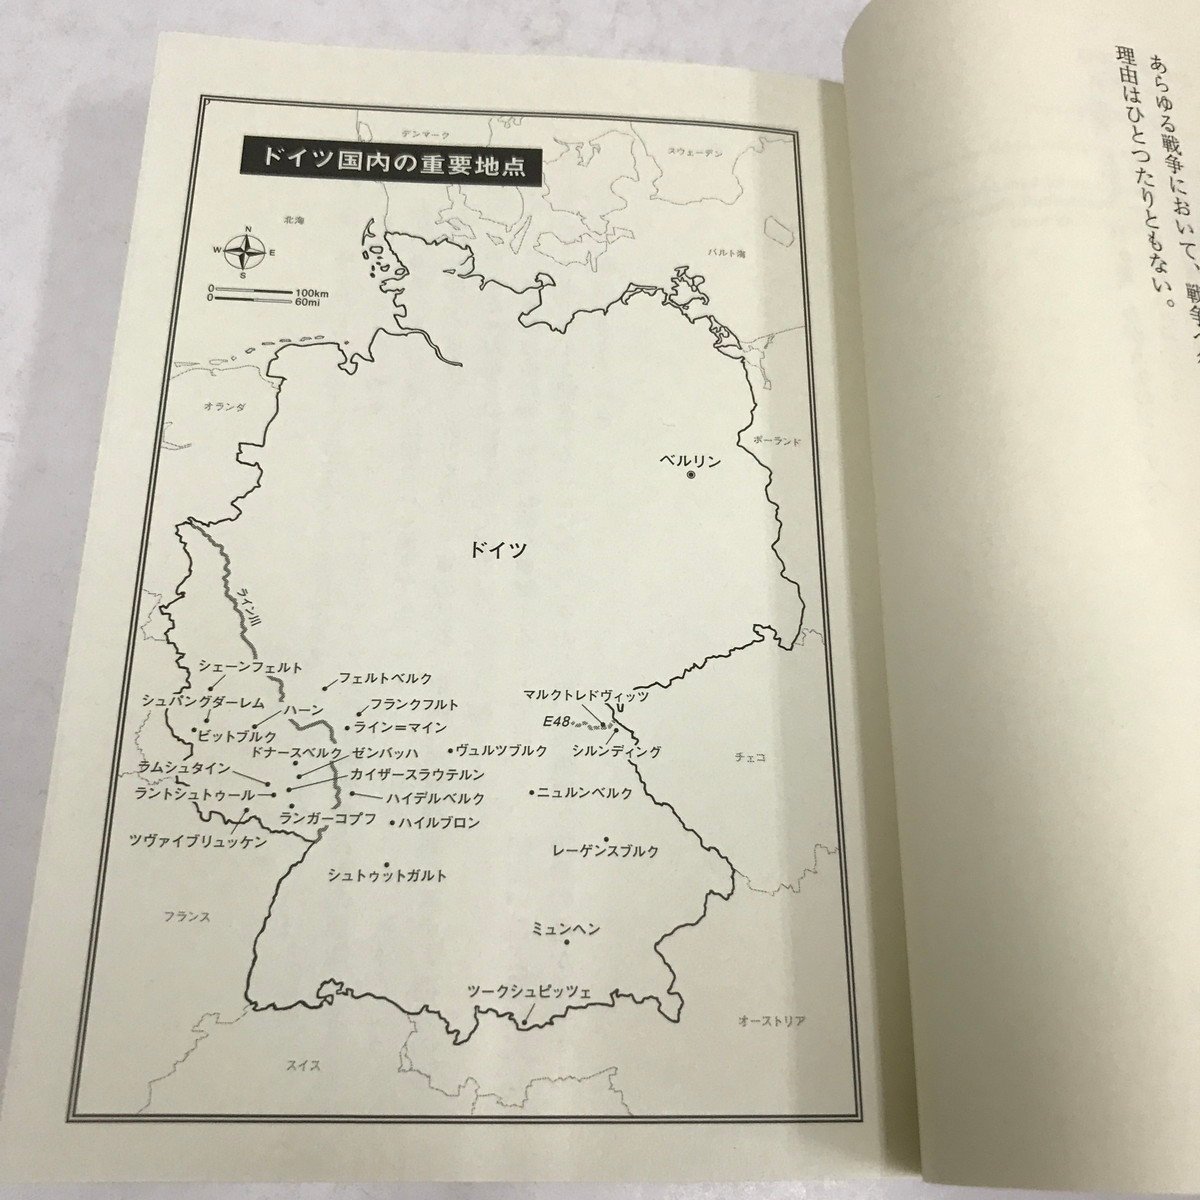 あらゆる戦争において、戦争へ
理由はひとつたりともない。
デンマーク
スウェーデン
ドイツ国内の重要地点
北海
バルト海
N
W
E
S
0
100km
0
60mi
オランダ
ポーランド
ベルリン
ドイツ
ライン川
シェーンフェルト
フェルトベルク
マルクトレドヴィッツ
シュパングダーレム
ハーン
フランクフルト
E48
ビットブルク
ライン=マイン
シルンディング
ドナースベルク
ゼンバッハ
ヴュルツブルク
チェコ
ラムシュタイン
カイザースラウテルン
ラントシュトゥール
ハイデルベルク
ニュルンベルク
ランガーコプフ
ハイルブロン
ツヴァイブリュッケン
レーゲンスブルク
シュトゥットガルト
フランス
ミュンヘン
ツークシュピッツェ
オーストリア
スイス